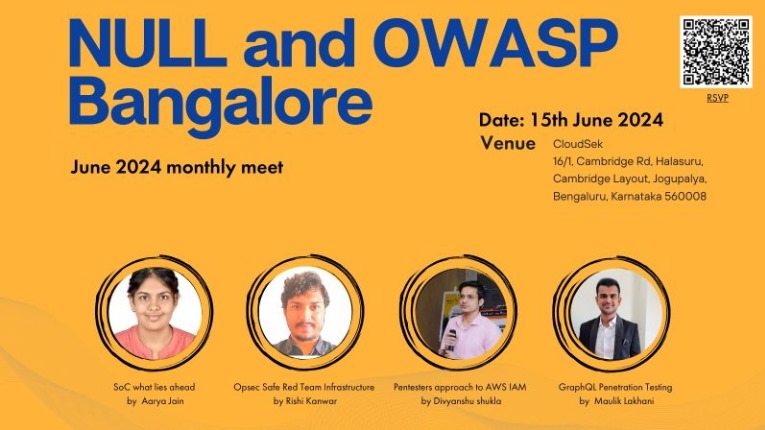 NULL and OWASP
Bangalore
RSVP
Date: 15th June 2024
Venue
CloudSek
16/1, Cambridge Rd, Halasuru,
Cambridge Layout, Jogupalya,
Bengaluru, Karnataka 560008
June 2024 monthly meet
SoC what lies ahead
by Aarya Jain
Opsec Safe Red Team Infrastructure
by Rishi Kanwar
Pentesters approach to AWS IAM
by Divyanshu shukla
GraphQL Penetration Testing
by Maulik Lakhani